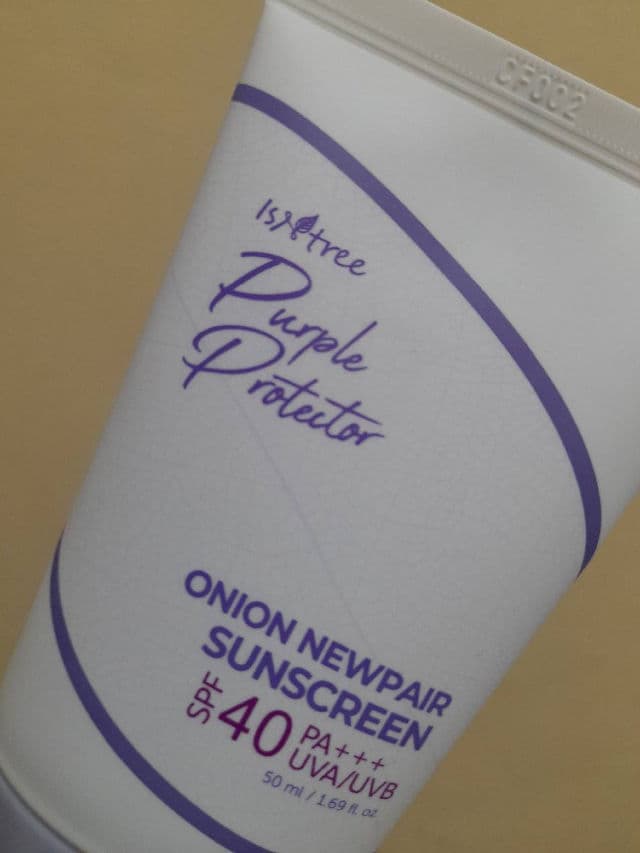 CF002
Isntree
Purple
Protector
ONION NEWPAIR
SUNSCREEN
SPF 40 PA+++
UVA/UVB
50 ml / 1.69 fl. oz